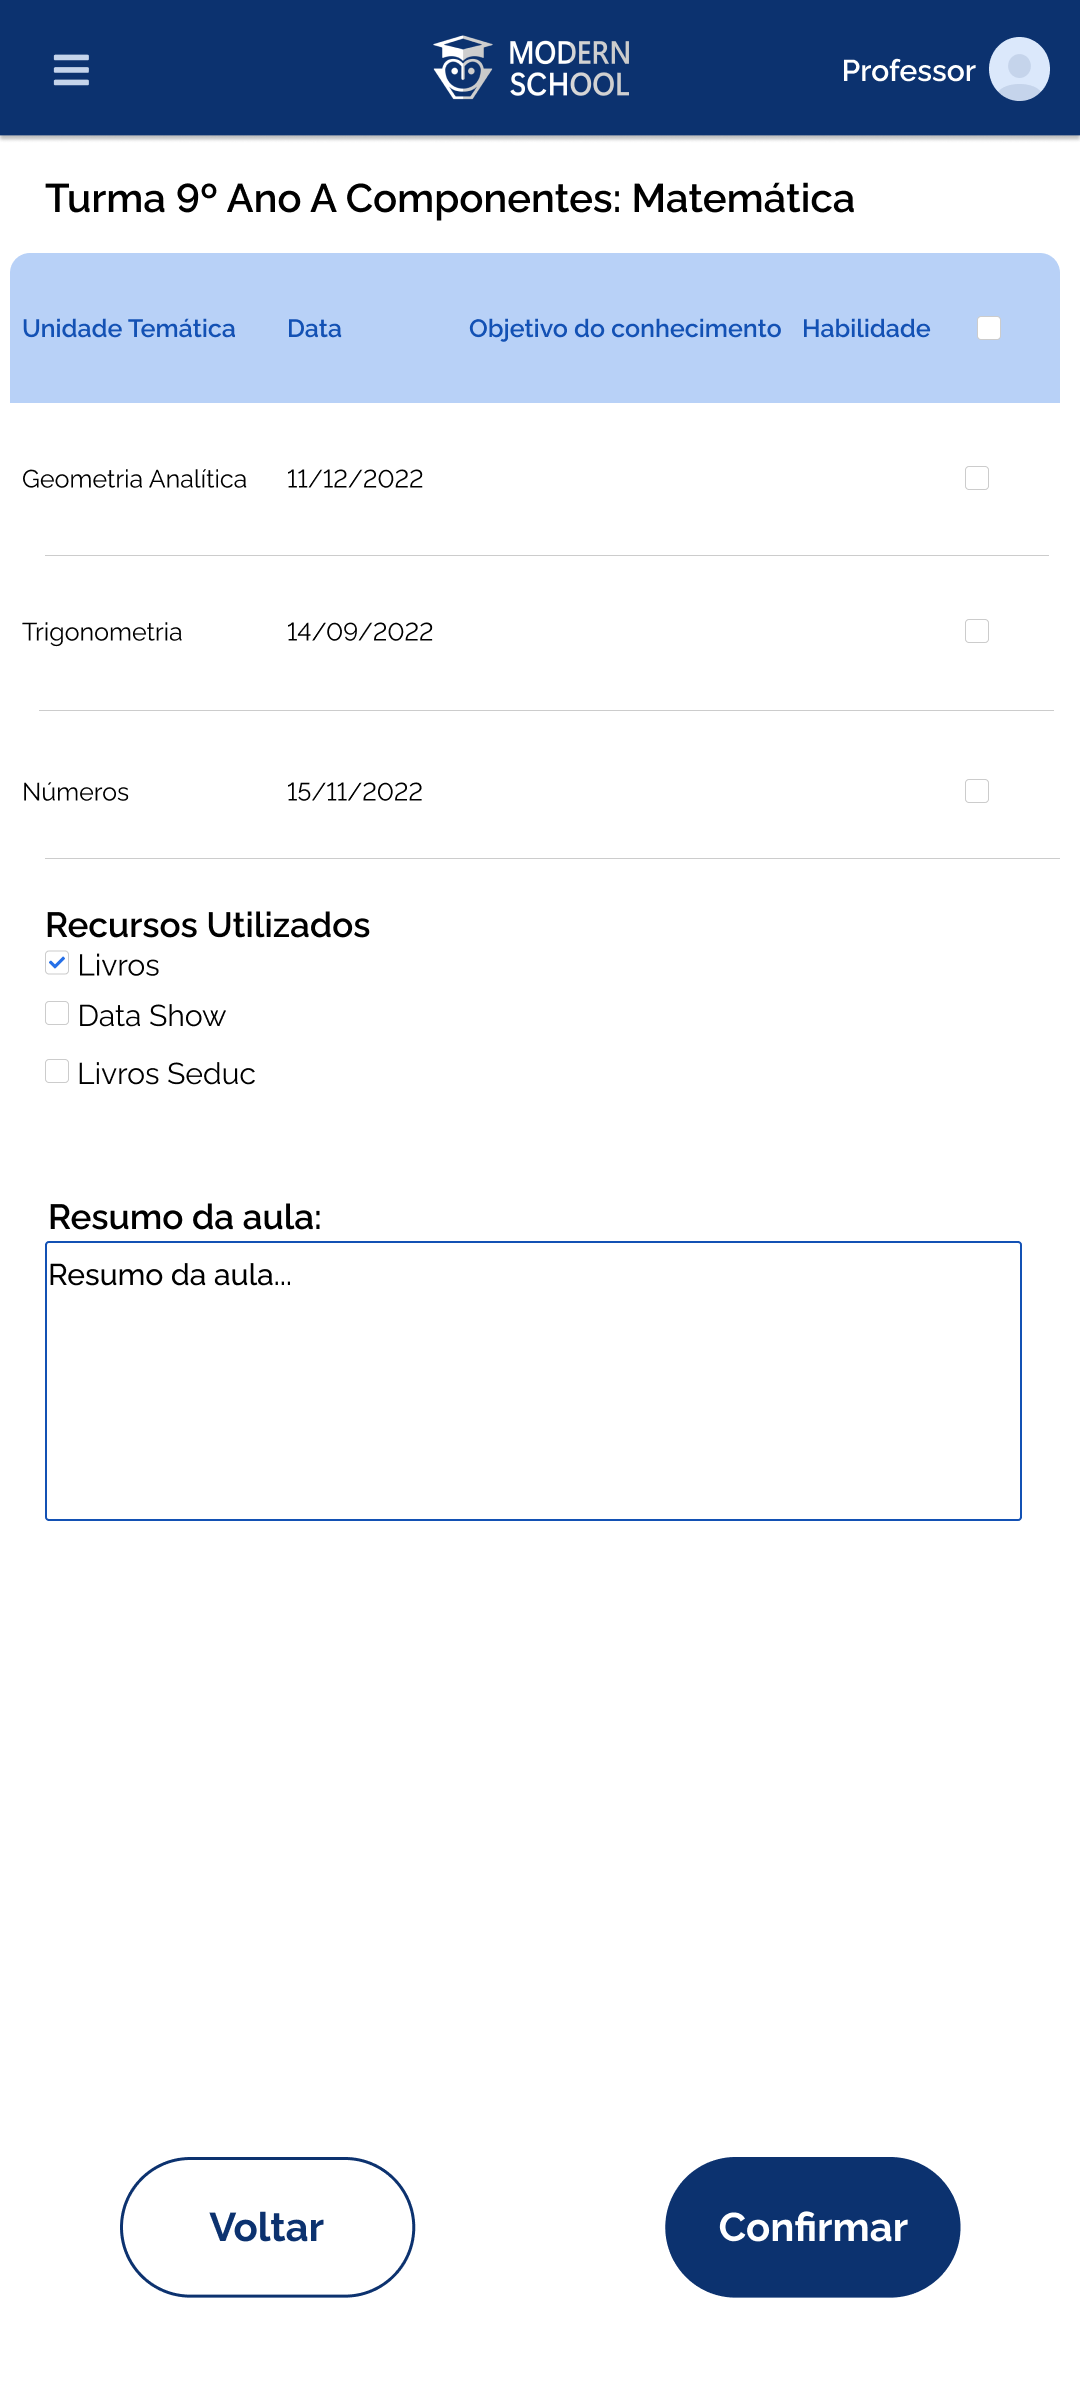 MODERN
SCHOOL
Professor
Turma 9º Ano A Componentes: Matemática
Unidade Temática Data Objetivo do conhecimento Habilidade
Geometria Analítica 11/12/2022
Trigonometria 14/09/2022
Números 15/11/2022
Recursos Utilizados
Livros
Data Show
Livros Seduc
Resumo da aula:
Resumo da aula...
Voltar Confirmar